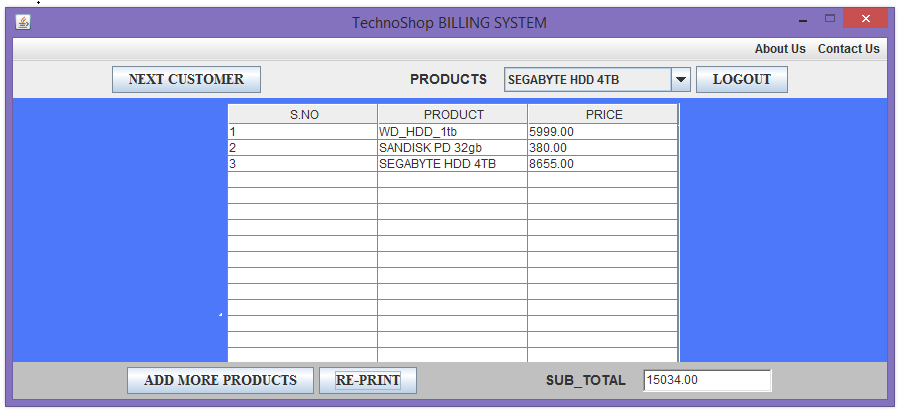 TechnoShop BILLING SYSTEM
About Us Contact Us
NEXT CUSTOMER PRODUCTS SEGABYTE HDD 4TB LOGOUT
S.NO PRODUCT PRICE
1 WD_HDD_1tb 5999.00
2 SANDISK PD 32gb 380.00
3 SEGABYTE HDD 4TB 8655.00
ADD MORE PRODUCTS RE-PRINT SUB_TOTAL 15034.00